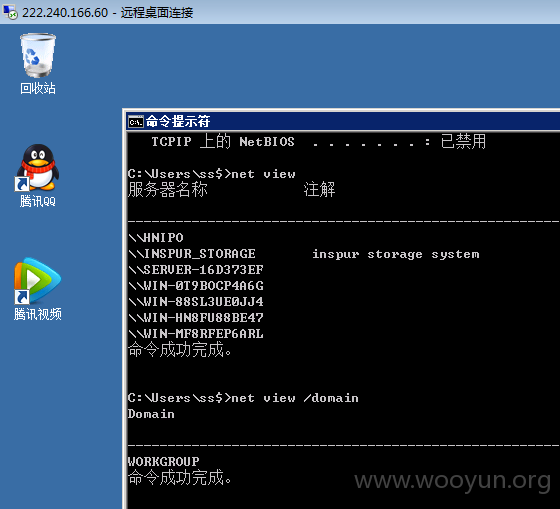 222.240.166.60 - 远程桌面连接
回收站
腾讯QQ
腾讯视频
命令提示符
TCPIP 上的 NetBIOS . . . . . . . : 已禁用
C:\Users\ss$>net view
服务器名称 注解
-------------------------------------------------------------------------------
\\HNIPO
\\INSPUR_STORAGE inspur storage system
\\SERVER-16D373EF
\\WIN-0T9BOCP4A6G
\\WIN-88SL3UE0JJ4
\\WIN-HN8FU88BE47
\\WIN-MF8RFEP6ARL
命令成功完成。
C:\Users\ss$>net view /domain
Domain
-------------------------------------------------------------------------------
WORKGROUP
命令成功完成。
www.wooyun.org